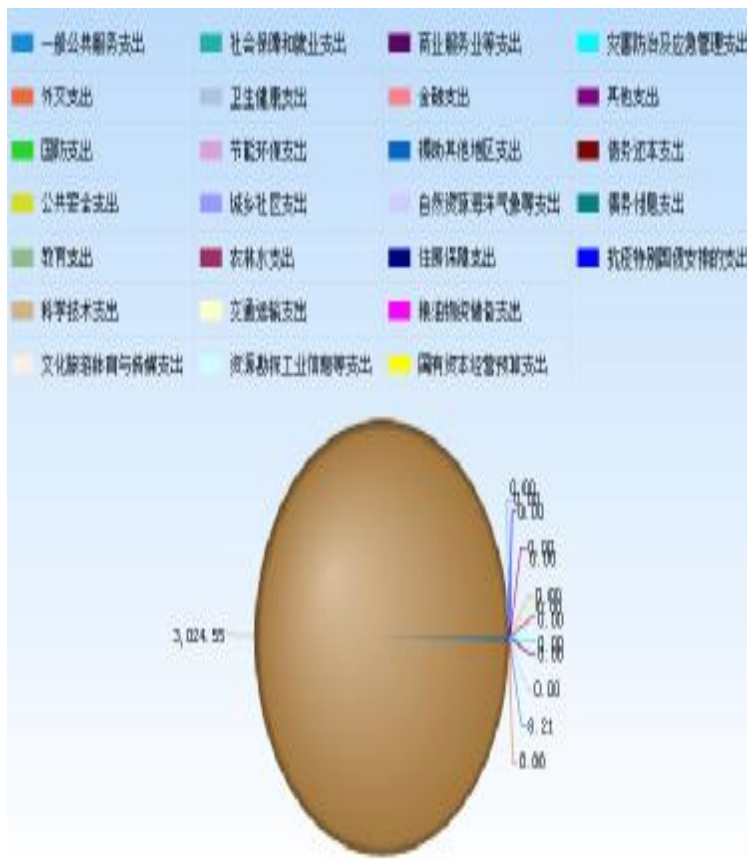 一般公共服务支出 社会保障和就业支出 商业服务业等支出 灾害防治及应急管理支出
外交支出 卫生健康支出 金融支出 其他支出
国防支出 节能环保支出 援助其他地区支出 债务还本支出
公共安全支出 城乡社区支出 自然资源海洋气象等支出 债务付息支出
教育支出 农林水支出 住房保障支出 抗疫特别国债安排的支出
科学技术支出 交通运输支出 粮油物资储备支出
文化旅游体育与传媒支出 资源勘探工业信息等支出 国有资本经营预算支出
0.00
0.00
3,024.55
0.00
0.00
0.00
0.00